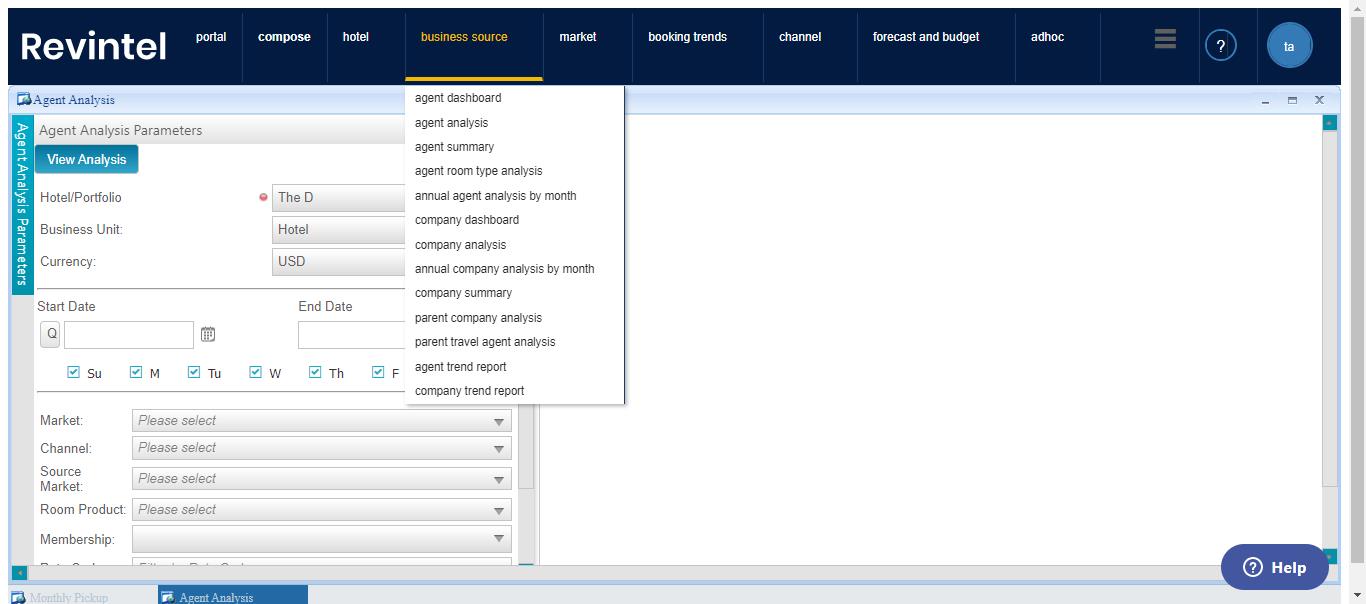 Revintel
portal
compose
hotel
business source
market
booking trends
channel
forecast and budget
adhoc
?
ta
Agent Analysis
agent dashboard
agent analysis
agent summary
agent room type analysis
annual agent analysis by month
company dashboard
company analysis
annual company analysis by month
company summary
parent company analysis
parent travel agent analysis
agent trend report
company trend report
Agent Analysis Parameters
Agent Analysis Parameters
View Analysis
Hotel/Portfolio
The D
Business Unit:
Hotel
Currency:
USD
Start Date
End Date
Q
Su
M
Tu
W
Th
F
Market:
Please select
Channel:
Please select
Source
Market:
Please select
Room Product:
Please select
Membership:
? Help
Monthly Pickup
Agent Analysis